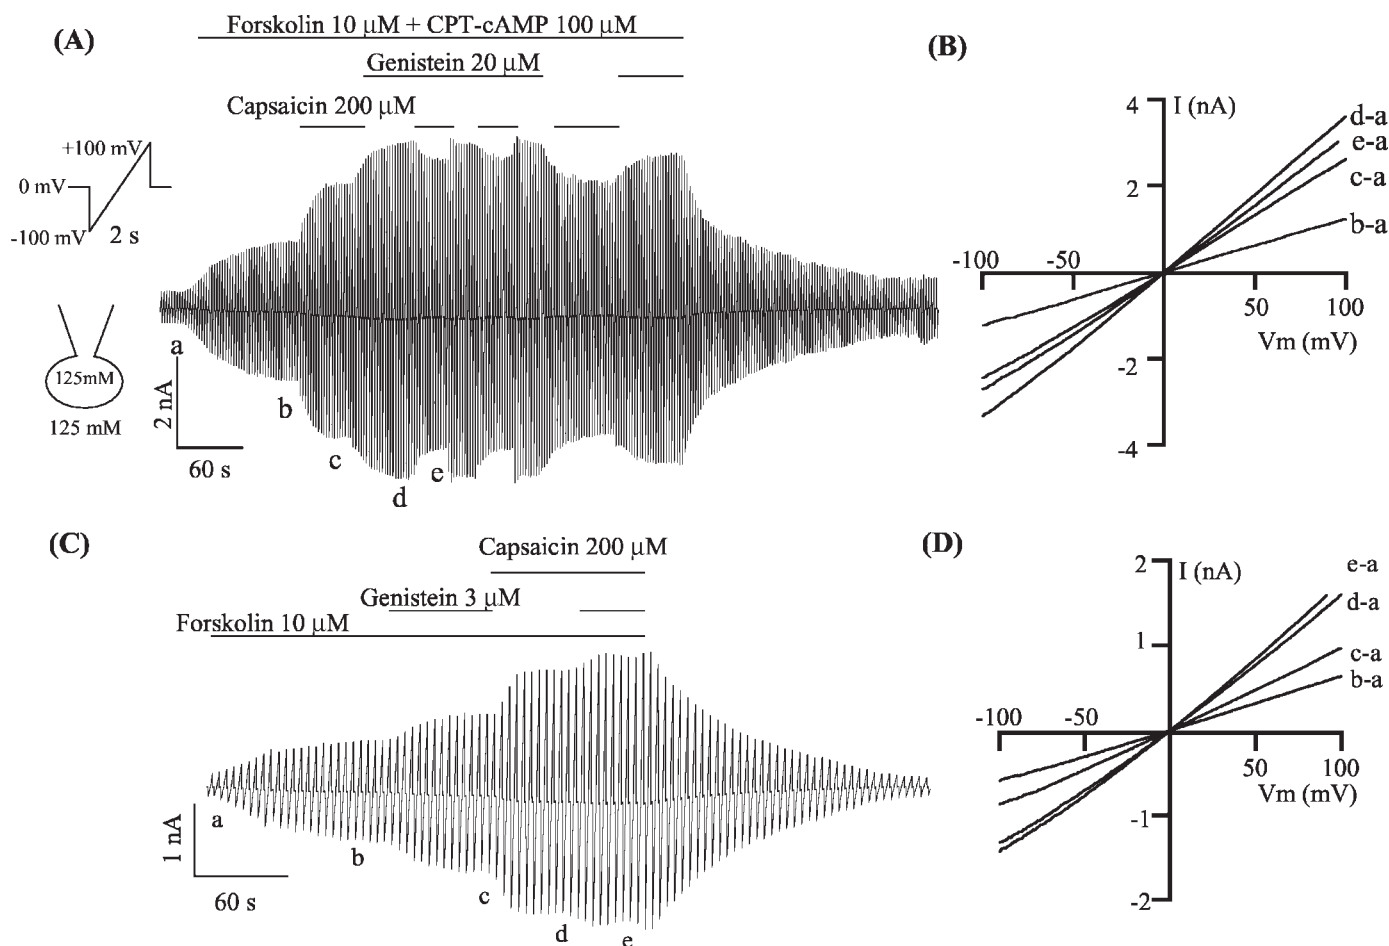 (A)
Forskolin 10 µM + CPT-cAMP 100 µM
Genistein 20 µM
Capsaicin 200 µM
+100 mV
0 mV
-100 mV
2 s
125mM
125 mM
a
b
c
d
e
2 nA
60 s
(B)
4
I (nA)
2
-2
-4
-100
-50
50
100
Vm (mV)
d-a
e-a
c-a
b-a
(C)
Capsaicin 200 µM
Genistein 3 µM
Forskolin 10 µM
a
b
c
d
e
1 nA
60 s
(D)
2
I (nA)
1
-1
-2
-100
-50
50
100
Vm (mV)
e-a
d-a
c-a
b-a